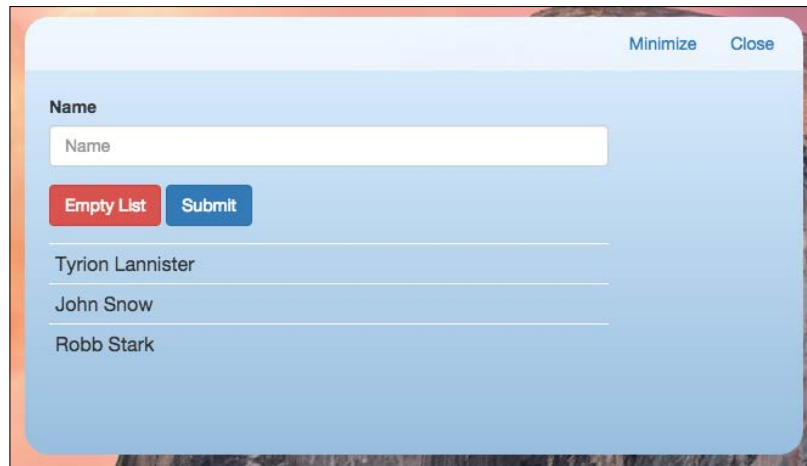 Minimize Close
Name
Name
Empty List Submit
Tyrion Lannister
John Snow
Robb Stark